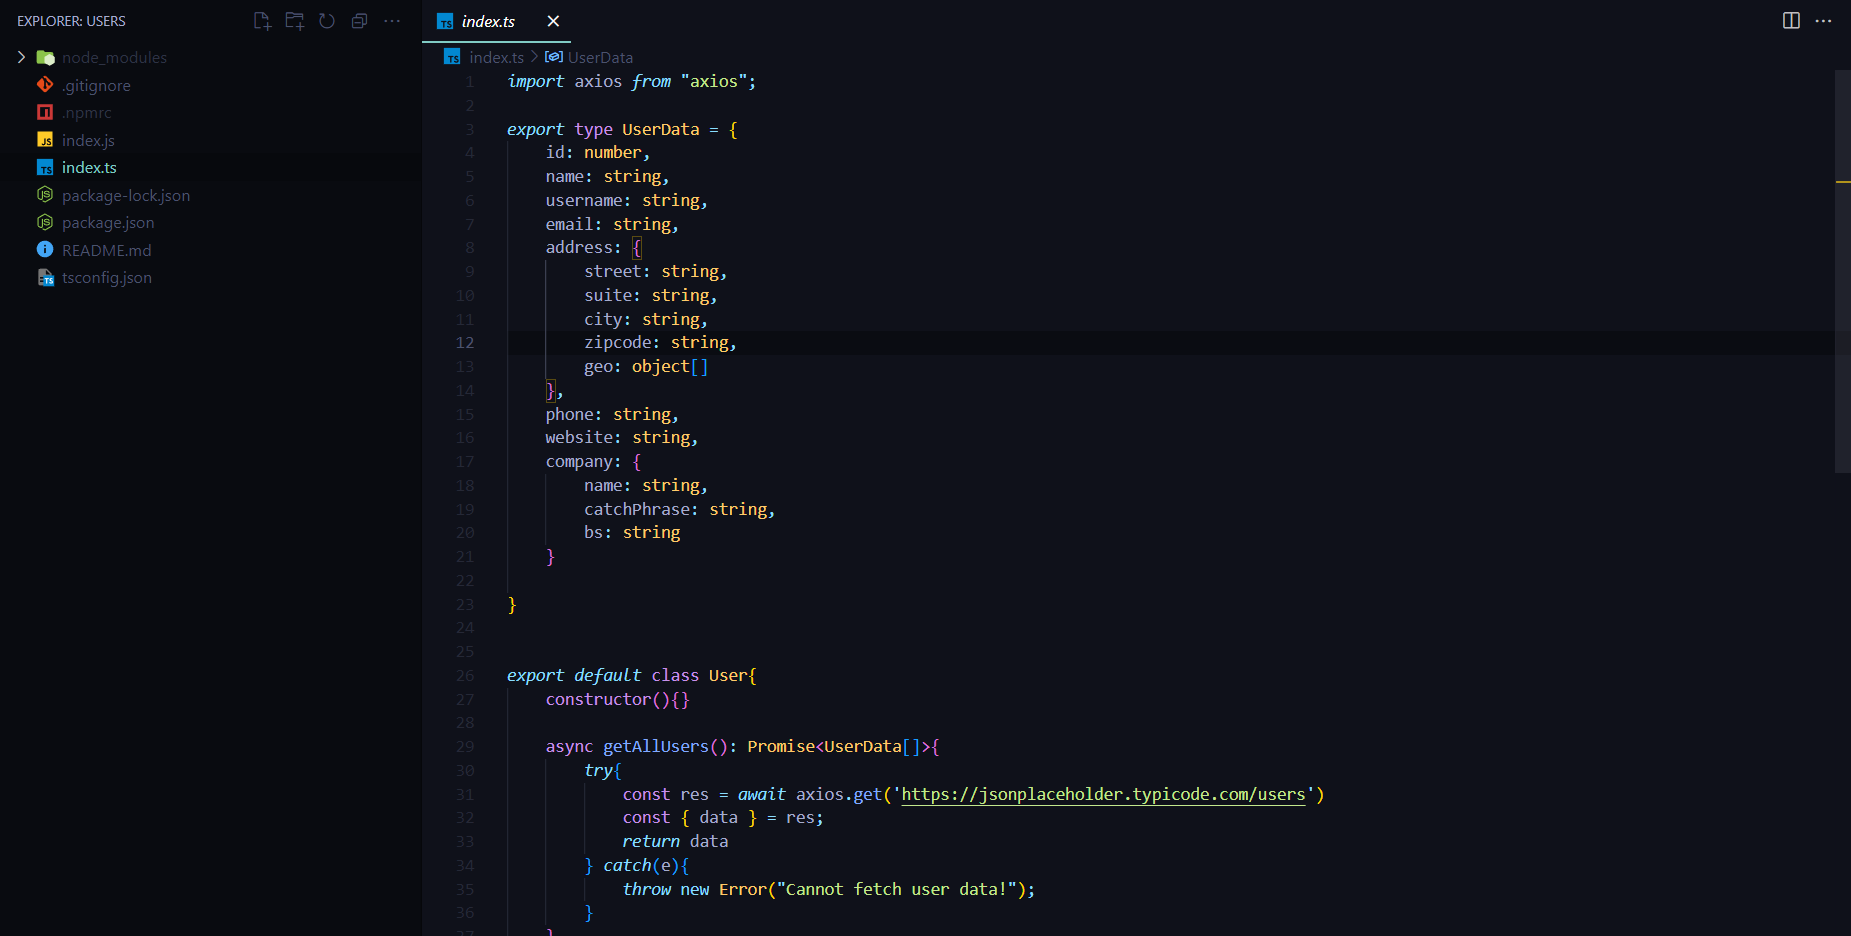 EXPLORER: USERS
node_modules
.gitignore
.npmrc
index.js
index.ts
package-lock.json
package.json
README.md
tsconfig.json
index.ts
index.ts > UserData
1 import axios from "axios";
2
3 export type UserData = {
4 id: number,
5 name: string,
6 username: string,
7 email: string,
8 address: {
9 street: string,
10 suite: string,
11 city: string,
12 zipcode: string,
13 geo: object[]
14 },
15 phone: string,
16 website: string,
17 company: {
18 name: string,
19 catchPhrase: string,
20 bs: string
21 }
22
23 }
24
25
26 export default class User{
27 constructor(){}
28
29 async getAllUsers(): Promise<UserData[]>{
30 try{
31 const res = await axios.get('https://jsonplaceholder.typicode.com/users')
32 const { data } = res;
33 return data
34 } catch(e){
35 throw new Error("Cannot fetch user data!");
36 }
37 }